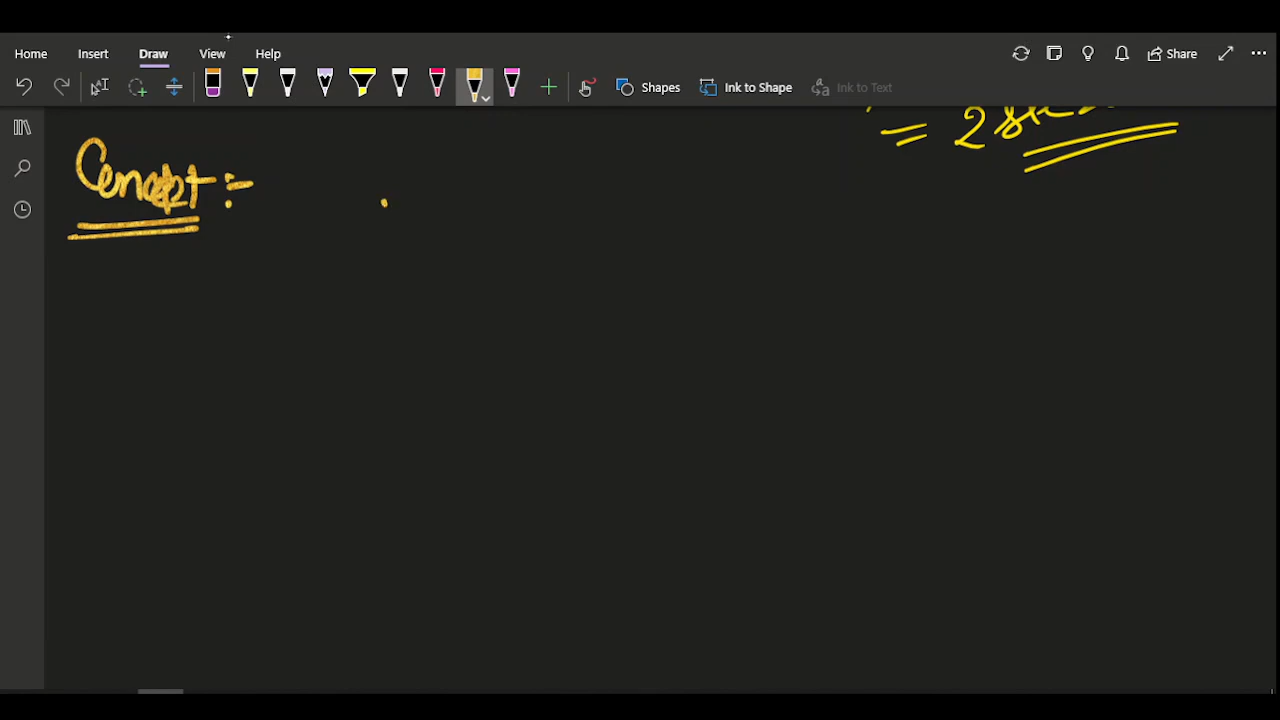 Home Insert Draw View Help Share
Shapes Ink to Shape Ink to Text
= 2
Concept :-